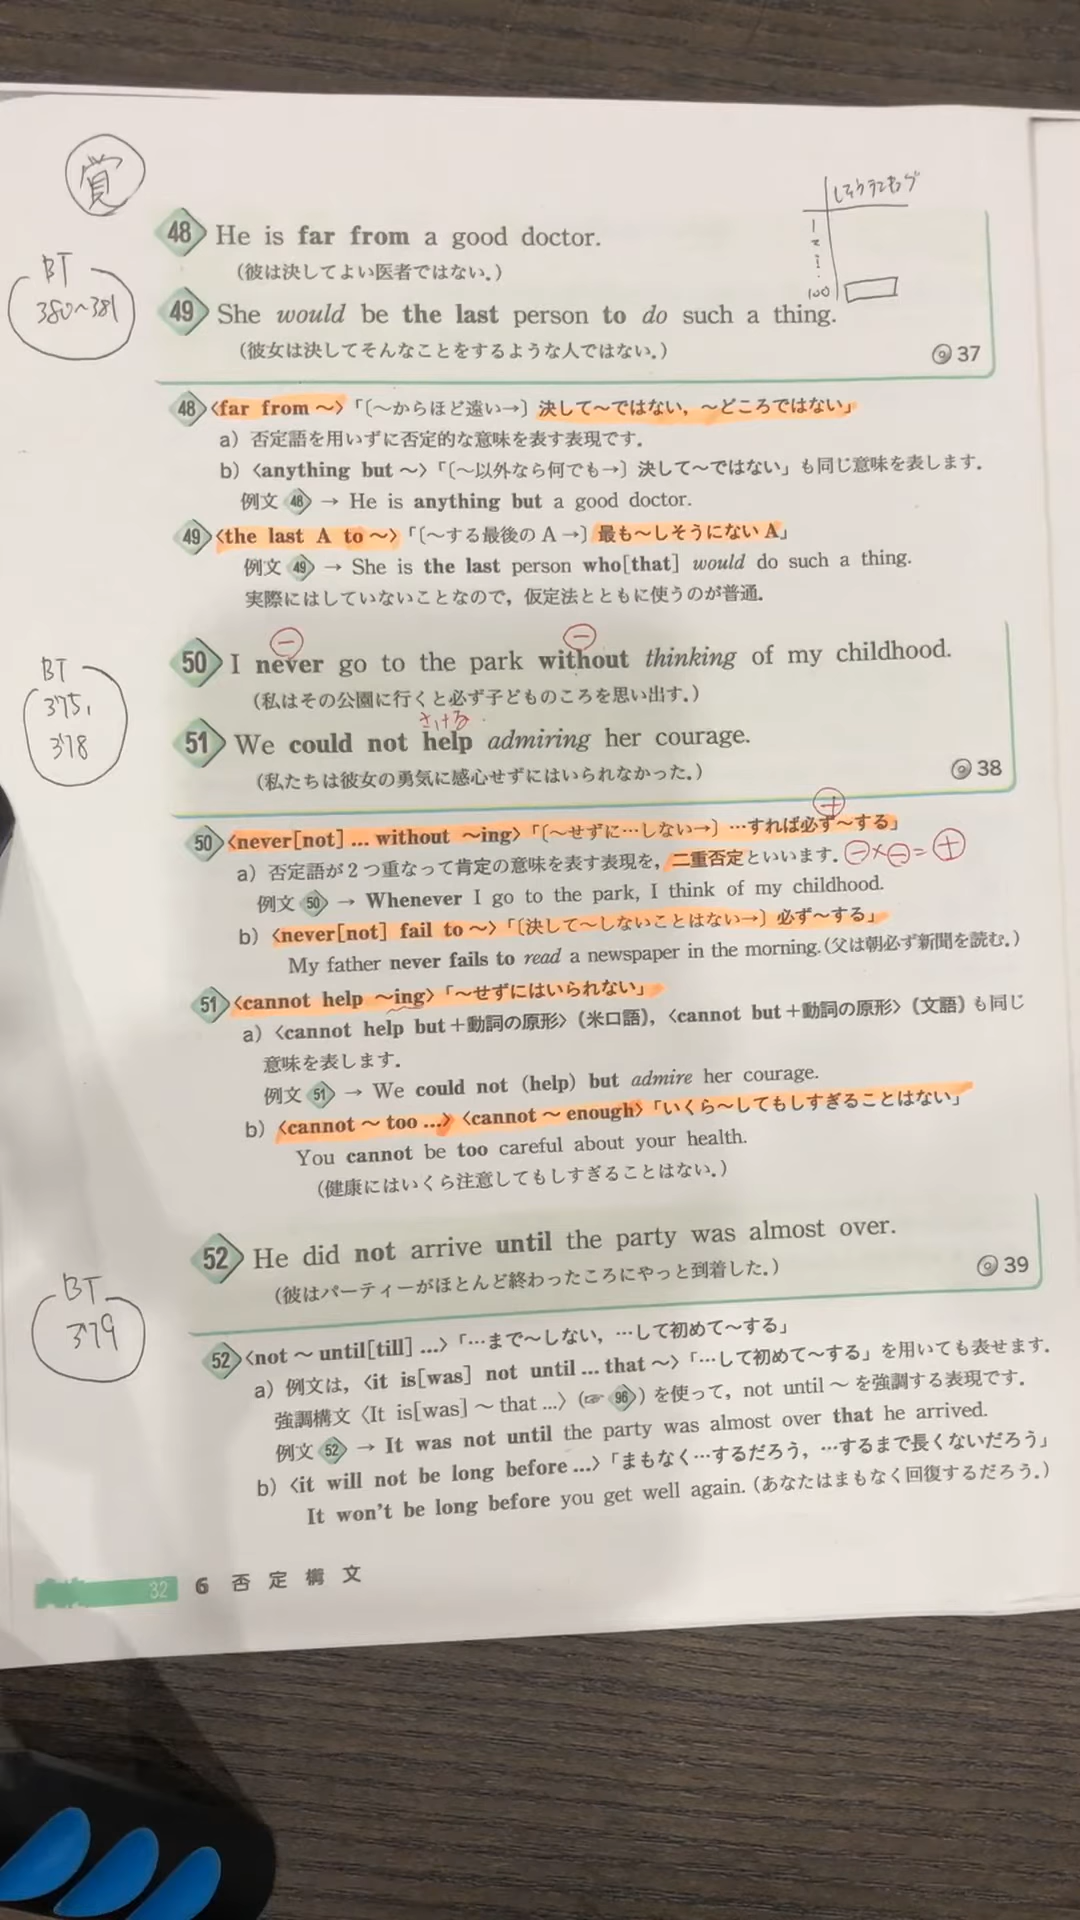 覚
しそうランキング
1
2
⋮
100
48 He is far from a good doctor.
(彼は決してよい医者ではない。)
BT
380~381
49 She would be the last person to do such a thing.
(彼女は決してそんなことをするような人ではない。)
37
48 〈far from ~〉「〔~からほど遠い→〕決して~ではない，~どころではない」
a) 否定語を用いずに否定的な意味を表す表現です。
b)〈anything but ~〉「〔~以外なら何でも→〕決して~ではない」も同じ意味を表します。
例文 48 → He is anything but a good doctor.
49 〈the last A to ~〉「〔~する最後の A →〕最も~しそうにない A」
例文 49 → She is the last person who[that] would do such a thing.
実際にはしていないことなので，仮定法とともに使うのが普通。
BT
375,
378
⊖ ⊖
50 I never go to the park without thinking of my childhood.
(私はその公園に行くと必ず子どものころを思い出す。)
さける
51 We could not help admiring her courage.
(私たちは彼女の勇気に感心せずにはいられなかった。)
38
⊕
50 〈never[not] … without ~ing〉「〔~せずに…しない→〕…すれば必ず~する」
a) 否定語が2つ重なって肯定の意味を表す表現を，二重否定といいます。 ⊖×⊖=⊕
例文 50 → Whenever I go to the park, I think of my childhood.
b)〈never[not] fail to ~〉「〔決して~しないことはない→〕必ず~する」
My father never fails to read a newspaper in the morning.(父は朝必ず新聞を読む。)
51 〈cannot help ~ing〉「~せずにはいられない」
a)〈cannot help but＋動詞の原形〉(米口語)，〈cannot but＋動詞の原形〉(文語) も同じ
意味を表します。
例文 51 → We could not (help) but admire her courage.
b)〈cannot ~ too …〉〈cannot ~ enough〉「いくら~してもしすぎることはない」
You cannot be too careful about your health.
(健康にはいくら注意してもしすぎることはない。)
BT
379
52 He did not arrive until the party was almost over.
(彼はパーティーがほとんど終わったころにやっと到着した。)
39
52 〈not ~ until[till] …〉「…まで~しない，…して初めて~する」
a) 例文は，〈it is[was] not until … that ~〉「…して初めて~する」を用いても表せます。
強調構文〈It is[was] ~ that …〉(☞ 96) を使って，not until ~ を強調する表現です。
例文 52 → It was not until the party was almost over that he arrived.
b)〈it will not be long before …〉「まもなく…するだろう，…するまで長くないだろう」
It won't be long before you get well again.(あなたはまもなく回復するだろう。)
32 6 否定構文